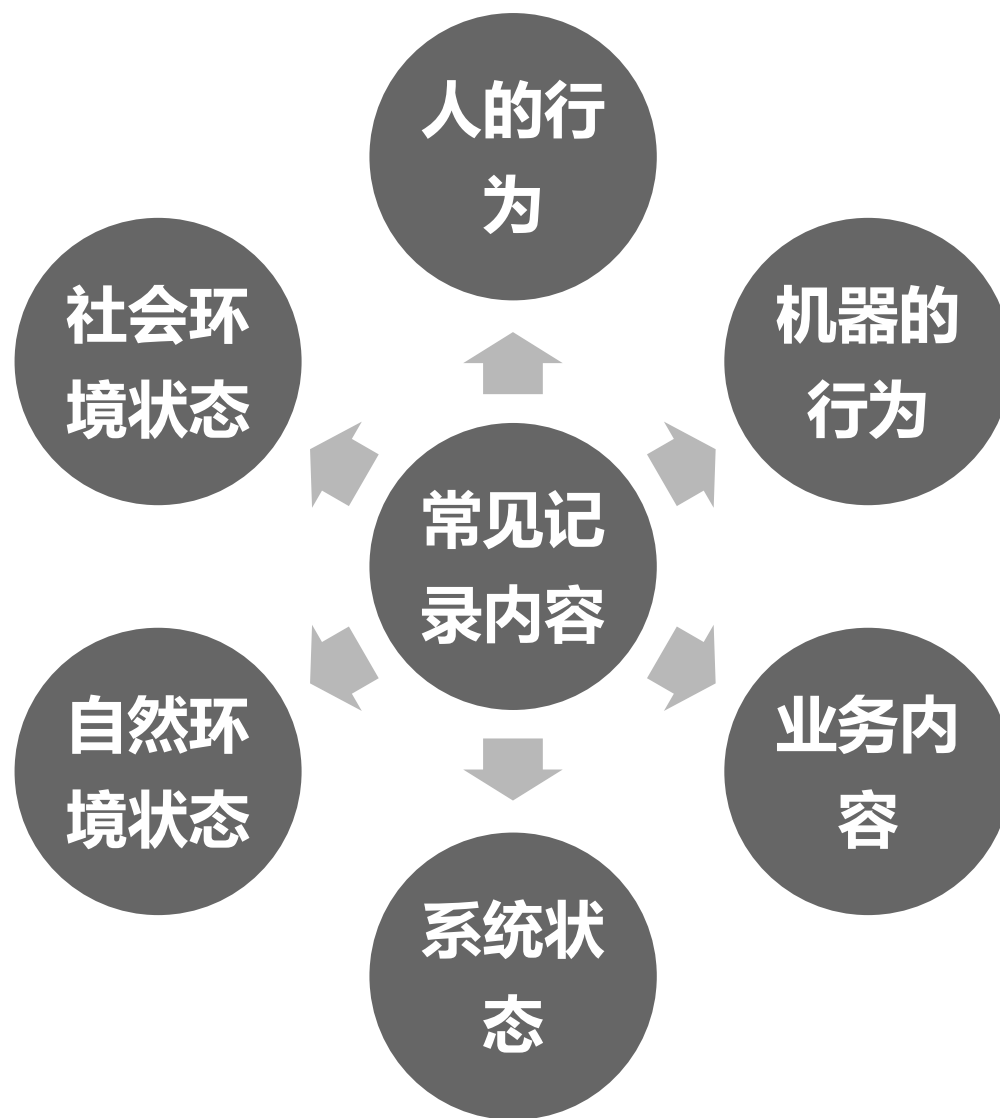 人的行
为
社会环
境状态
机器的
行为
常见记
录内容
自然环
境状态
业务内
容
系统状
态